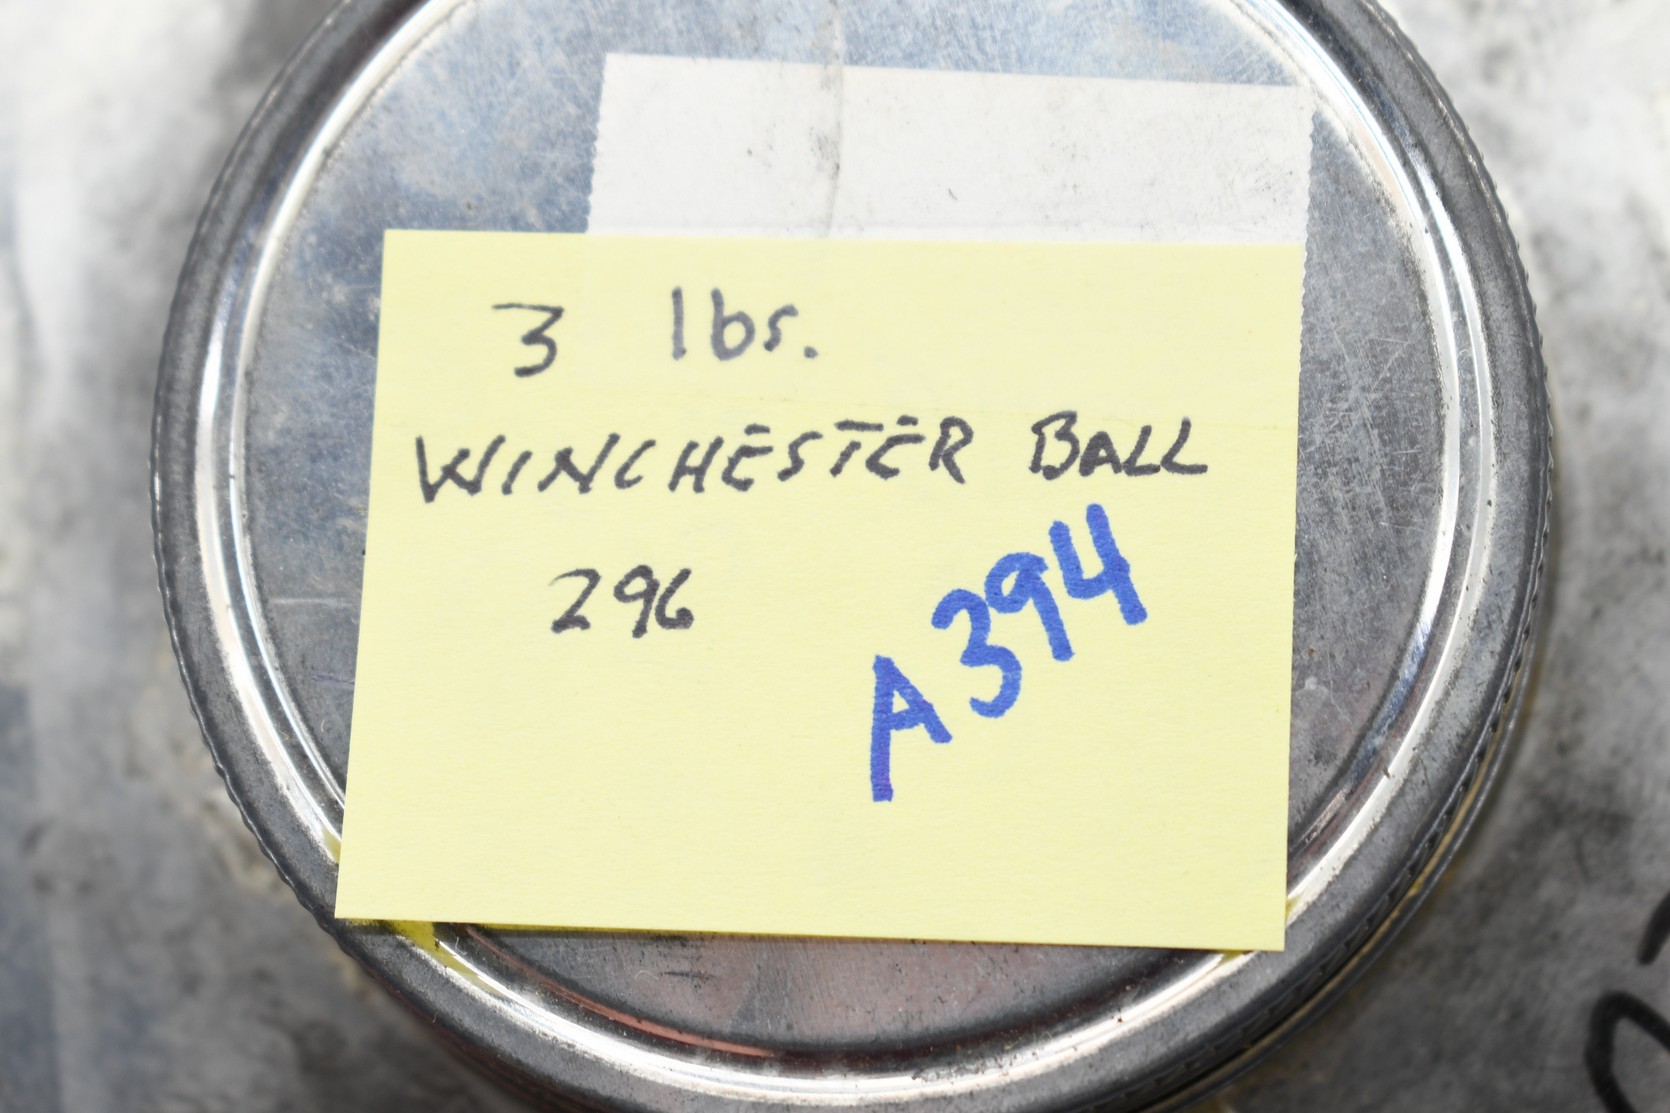 3 lbs.
WINCHESTER BALL
296
A394